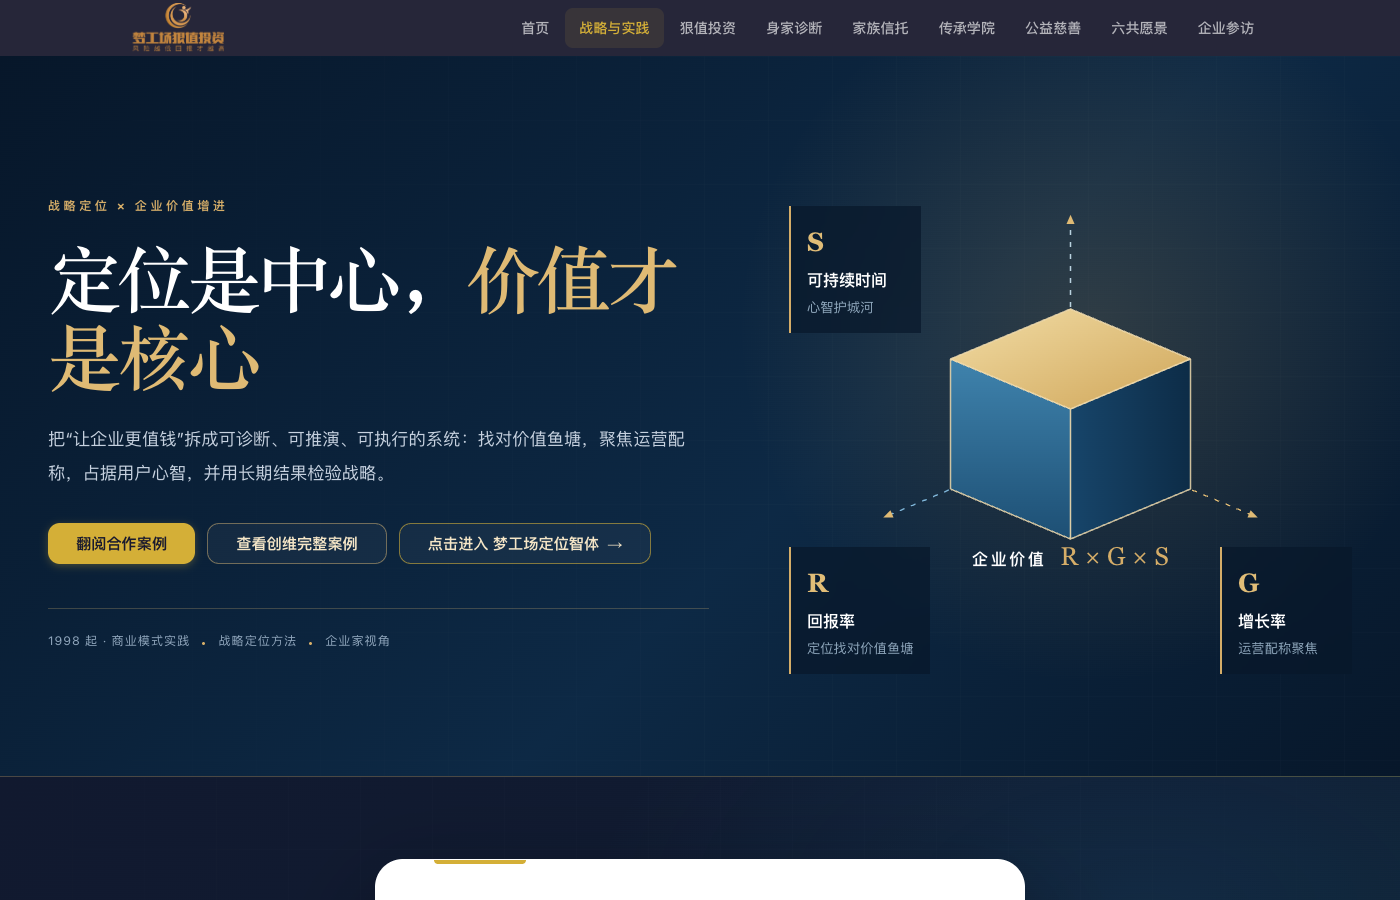 梦工场狠值投资
首页
战略与实践
狠值投资
身家诊断
家族信托
传承学院
公益慈善
六共愿景
企业参访
战略定位 × 企业价值增进
定位是中心，价值才
是核心
把“让企业更值钱”拆成可诊断、可推演、可执行的系统：找对价值鱼塘，聚焦运营配
称，占据用户心智，并用长期结果检验战略。
翻阅合作案例
查看创维完整案例
点击进入 梦工场定位智体 →
1998 起 · 商业模式实践
战略定位方法
企业家视角
S
可持续时间
心智护城河
企业价值 R × G × S
R
回报率
定位找对价值鱼塘
G
增长率
运营配称聚焦